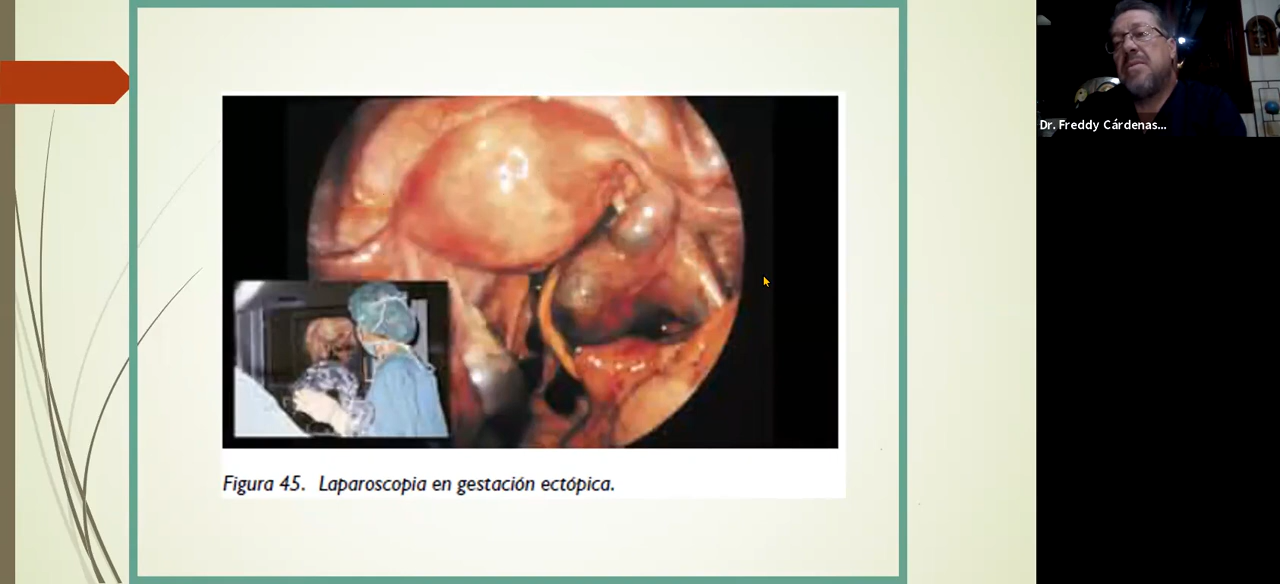 Dr. Freddy Cárdenas...
Figura 45. Laparoscopia en gestación ectópica.